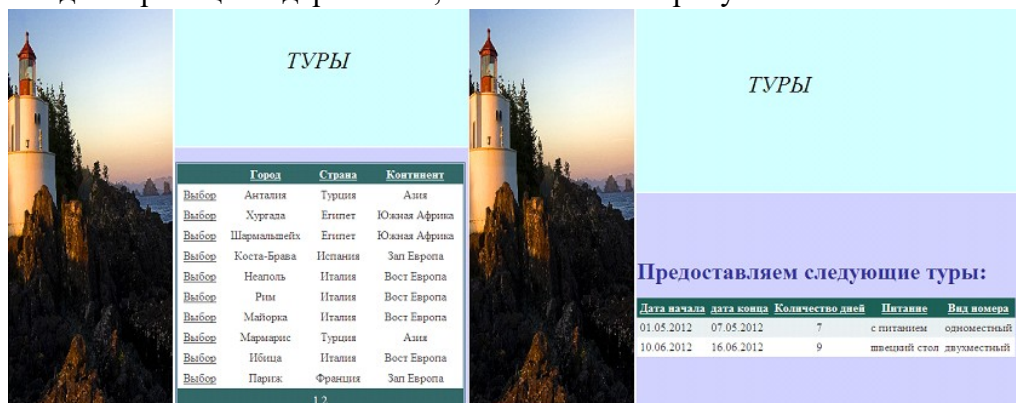 ТУРЫ
Город Страна Континент
Выбор Анталия Турция Азия
Выбор Хургада Египет Южная Африка
Выбор Шармальшейх Египет Южная Африка
Выбор Коста-Брава Испания Зап Европа
Выбор Неаполь Италия Вост Европа
Выбор Рим Италия Вост Европа
Выбор Майорка Италия Вост Европа
Выбор Мармарис Турция Азия
Выбор Ибица Италия Вост Европа
Выбор Париж Франция Зап Европа
1 2
ТУРЫ
Предоставляем следующие туры:
Дата начала дата конца Количество дней Питание Вид номера
01.05.2012 07.05.2012 7 с питанием одноместный
10.06.2012 16.06.2012 9 швецкий стол двухместный